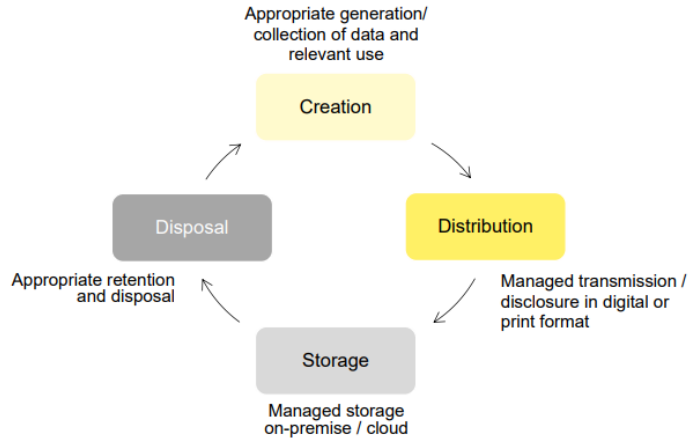 Appropriate generation/
collection of data and
relevant use
Creation
Distribution
Managed transmission /
disclosure in digital or
print format
Storage
Managed storage
on-premise / cloud
Disposal
Appropriate retention
and disposal